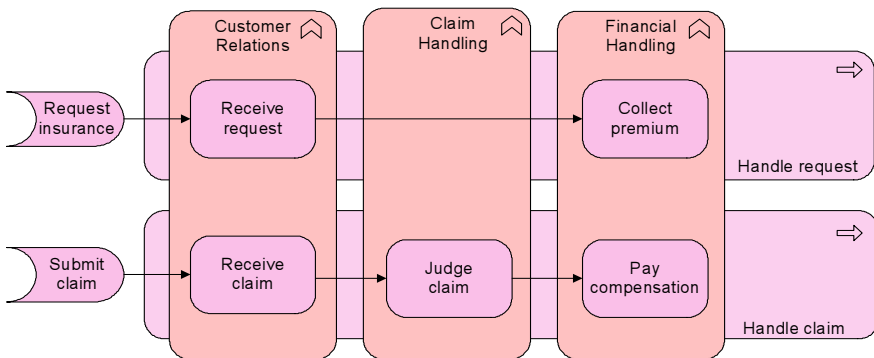 Customer
Relations
Claim
Handling
Financial
Handling
Request
insurance
Receive
request
Collect
premium
Handle request
Submit
claim
Receive
claim
Judge
claim
Pay
compensation
Handle claim